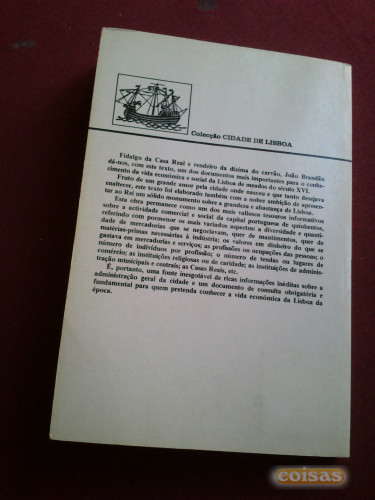 Colecção CIDADE DE LISBOA
Fidalgo da Casa Real e rendeiro da dízima do carvão, João Brandão
dá-nos, com este texto, um dos documentos mais importantes para o conhe-
cimento da vida económica e social da Lisboa de meados do século XVI.
Fruto de um grande amor pela cidade onde nasceu e que tanto desejava
enaltecer, este texto foi elaborado também com a nobre ambição de apresen-
tar ao Rei um sólido monumento sobre a grandeza e abastança de Lisboa.
Esta obra permanece como um dos mais valiosos tesouros informativos
sobre a actividade comercial e social da capital portuguesa de quinhentos,
referindo com pormenor os mais variados aspectos: a diversidade e quanti-
dade de mercadorias que se negociavam, quer de mantimentos, quer de
matérias-primas necessárias à indústria; os valores em dinheiro do que se
gastava em mercadorias e serviços; as profissões ou ocupações das pessoas; o
número de indivíduos por profissão; o número de tendas ou lugares de
comércio; as instituições religiosas ou de caridade; as instituições de adminis-
tração municipais e centrais; as Casas Reais, etc.
É, portanto, uma fonte inesgotável de ricas informações inéditas sobre a
administração geral da cidade e um documento de consulta obrigatória e
fundamental para quem pretenda conhecer a vida económica da Lisboa da
época.
coisas